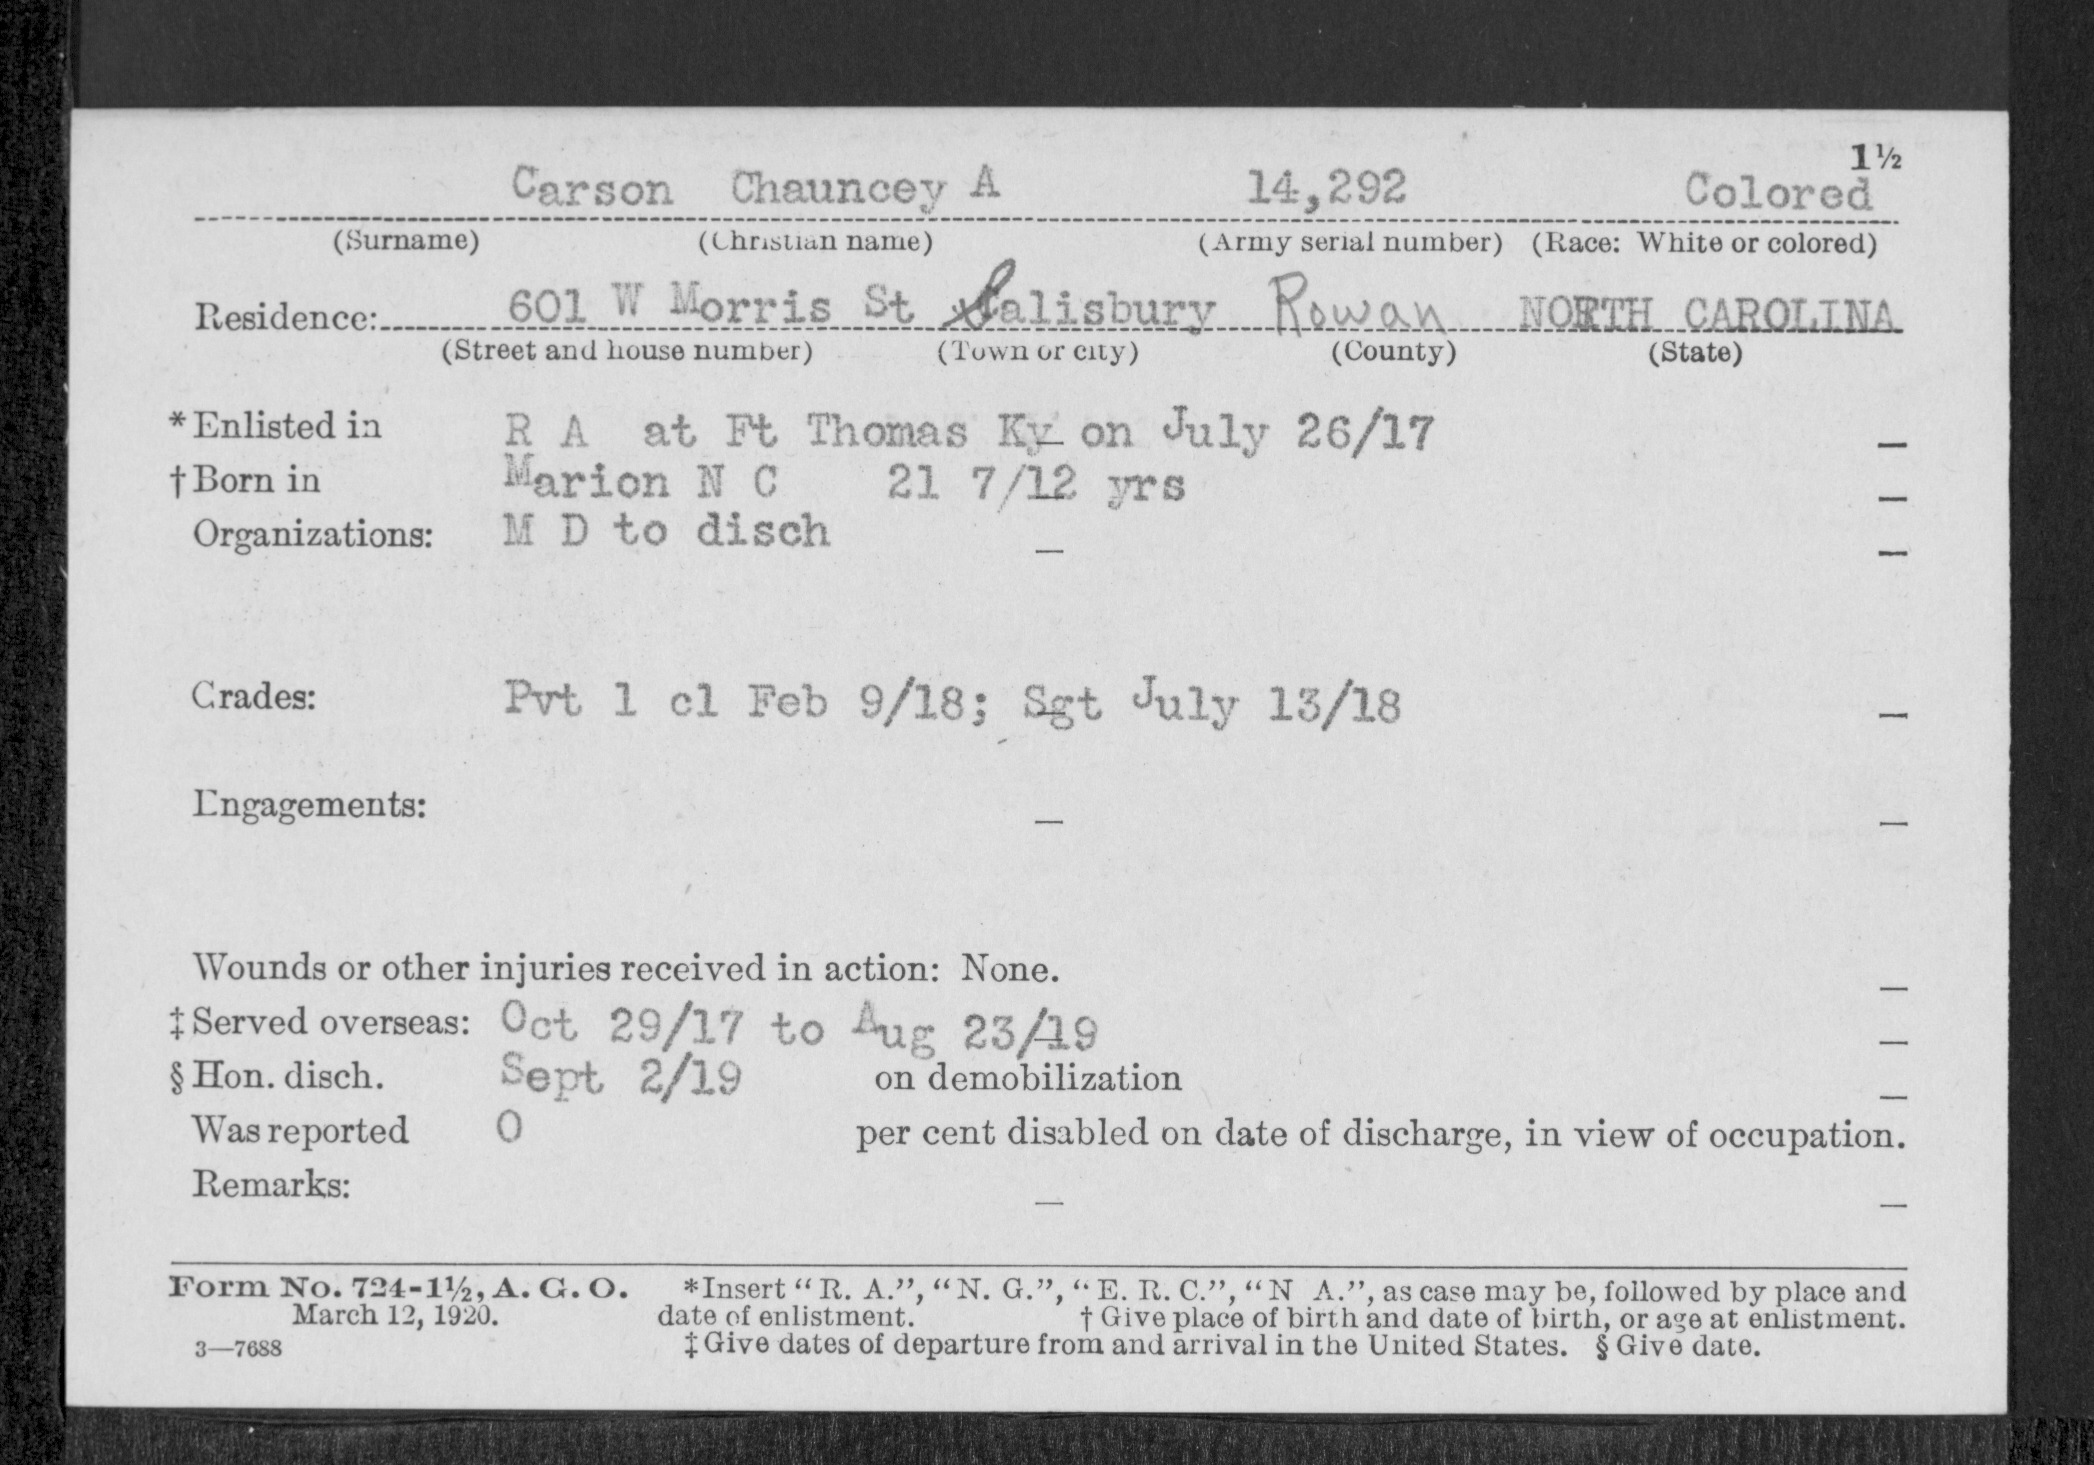 1½
Carson Chauncey A 14,292 Colored
(Surname) (Christian name) (Army serial number) (Race: White or colored)
Residence: 601 W Morris St Salisbury Rowan NORTH CAROLINA
(Street and house number) (Town or city) (County) (State)
*Enlisted in R A at Ft Thomas Ky on July 26/17
†Born in Marion N C 21 7/12 yrs
Organizations: M D to disch
Grades: Pvt 1 cl Feb 9/18; Sgt July 13/18
Engagements:
Wounds or other injuries received in action: None.
‡Served overseas: Oct 29/17 to Aug 23/19
§Hon. disch. Sept 2/19 on demobilization
Was reported 0 per cent disabled on date of discharge, in view of occupation.
Remarks:
Form No. 724-1½, A. G. O. *Insert "R. A.", "N. G.", "E. R. C.", "N A.", as case may be, followed by place and
March 12, 1920. date of enlistment. †Give place of birth and date of birth, or age at enlistment.
3—7688 ‡Give dates of departure from and arrival in the United States. §Give date.